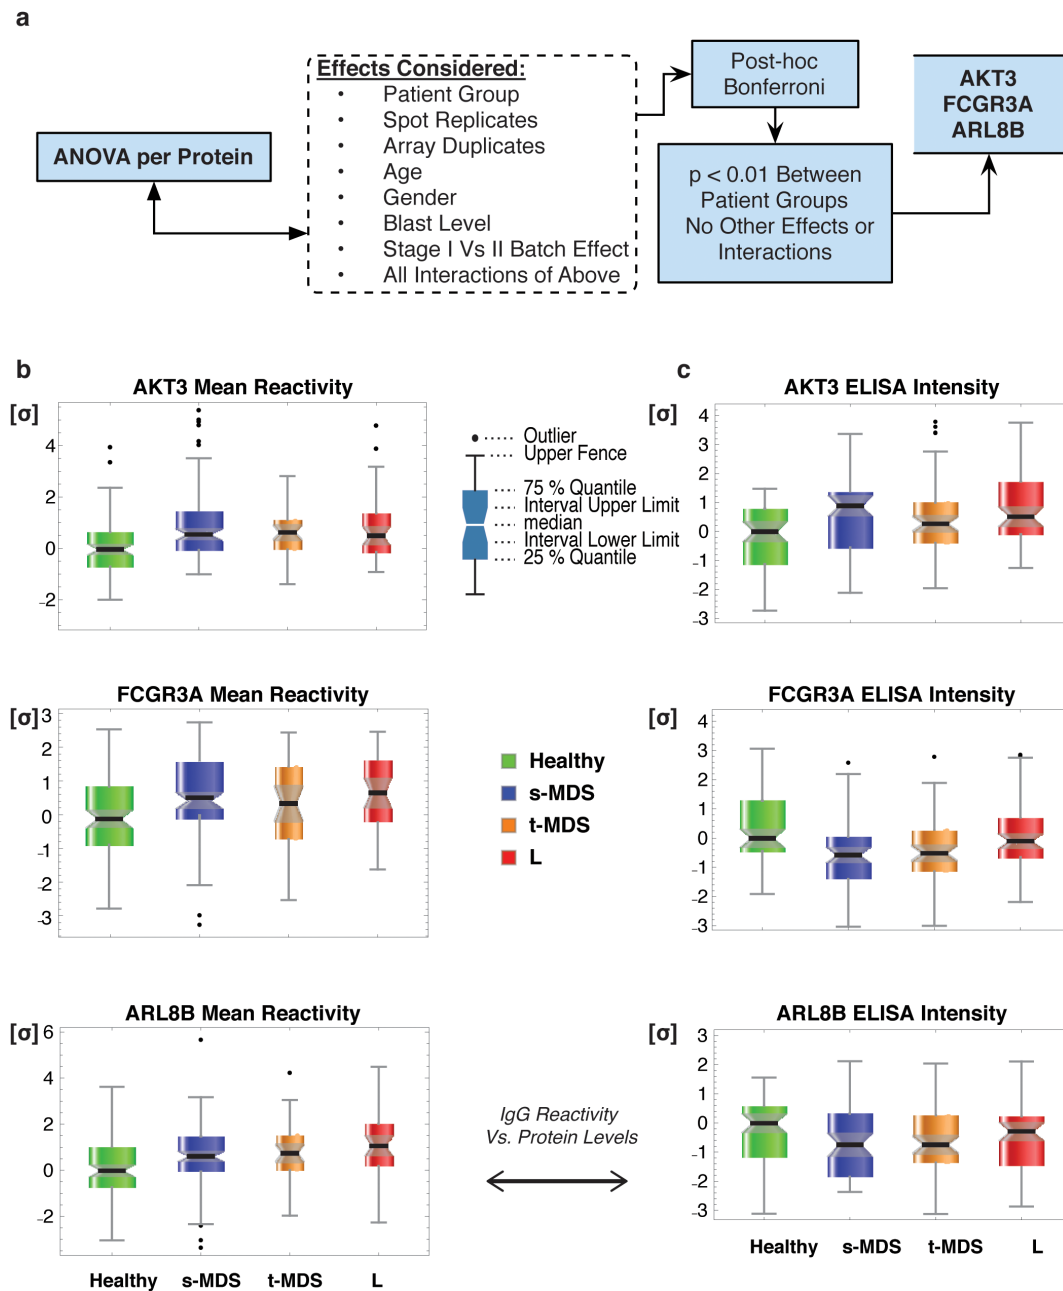 a
Effects Considered:
• Patient Group
• Spot Replicates
• Array Duplicates
• Age
• Gender
• Blast Level
• Stage I Vs II Batch Effect
• All Interactions of Above
ANOVA per Protein
Post-hoc
Bonferroni
p < 0.01 Between
Patient Groups
No Other Effects or
Interactions
AKT3
FCGR3A
ARL8B
b
AKT3 Mean Reactivity
[σ]
4
2
0
-2
Outlier
Upper Fence
75 % Quantile
Interval Upper Limit
median
Interval Lower Limit
25 % Quantile
c
AKT3 ELISA Intensity
[σ]
4
3
2
1
0
-1
-2
-3
FCGR3A Mean Reactivity
[σ]
3
2
1
0
-1
-2
-3
Healthy
s-MDS
t-MDS
L
FCGR3A ELISA Intensity
[σ]
4
3
2
1
0
-1
-2
-3
ARL8B Mean Reactivity
[σ]
6
4
2
0
-2
Healthy s-MDS t-MDS L
IgG Reactivity
Vs. Protein Levels
ARL8B ELISA Intensity
[σ]
3
2
1
0
-1
-2
-3
Healthy s-MDS t-MDS L